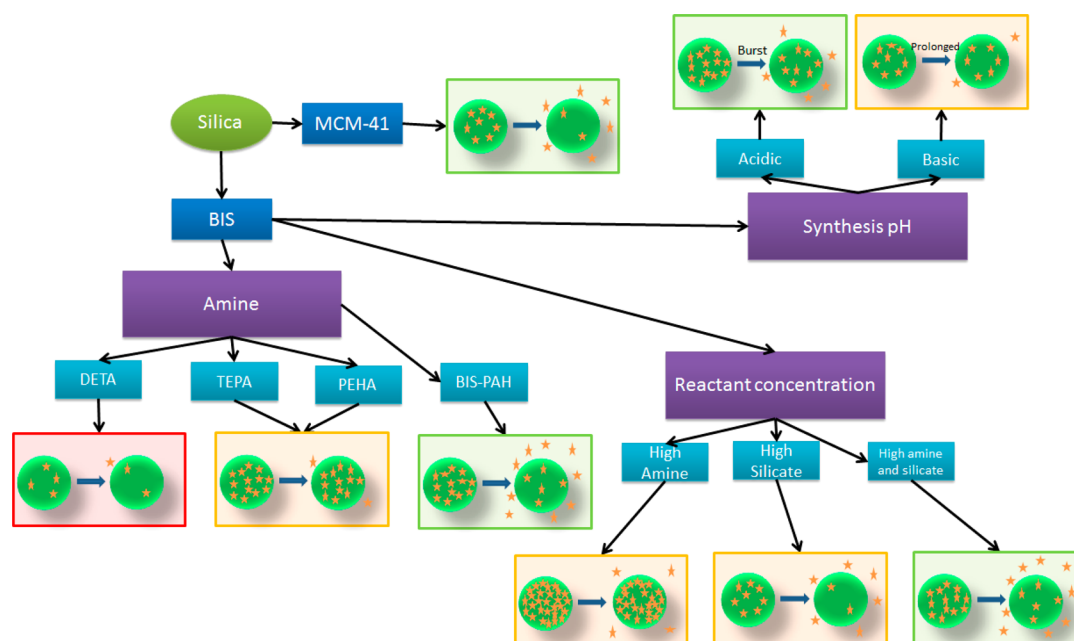 Burst
Prolonged
Silica
MCM-41
Acidic
Basic
BIS
Synthesis pH
Amine
DETA
TEPA
PEHA
BIS-PAH
Reactant concentration
High
Amine
High
Silicate
High amine
and silicate